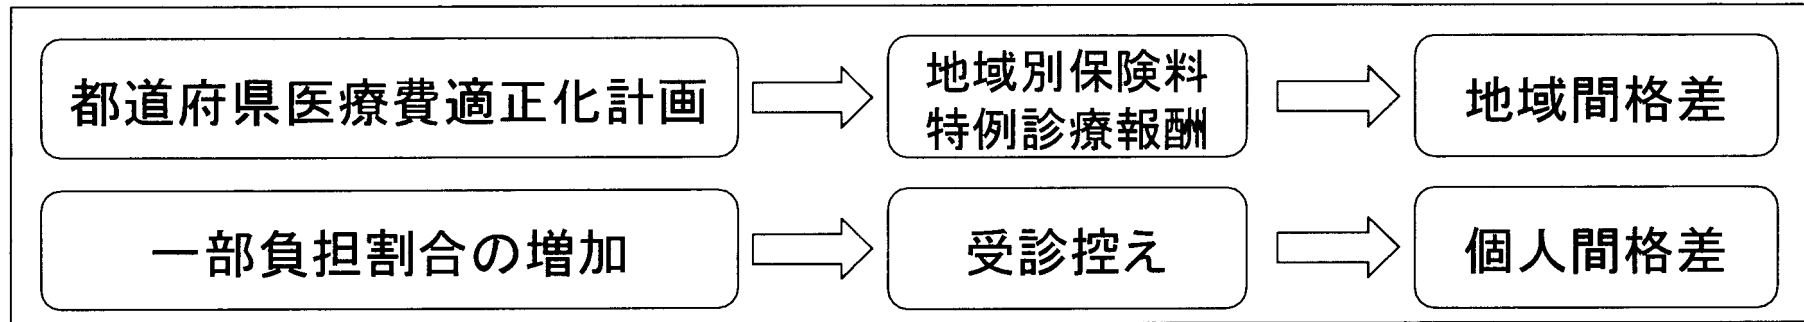 都道府県医療費適正化計画
地域別保険料
特例診療報酬
地域間格差
一部負担割合の増加
受診控え
個人間格差